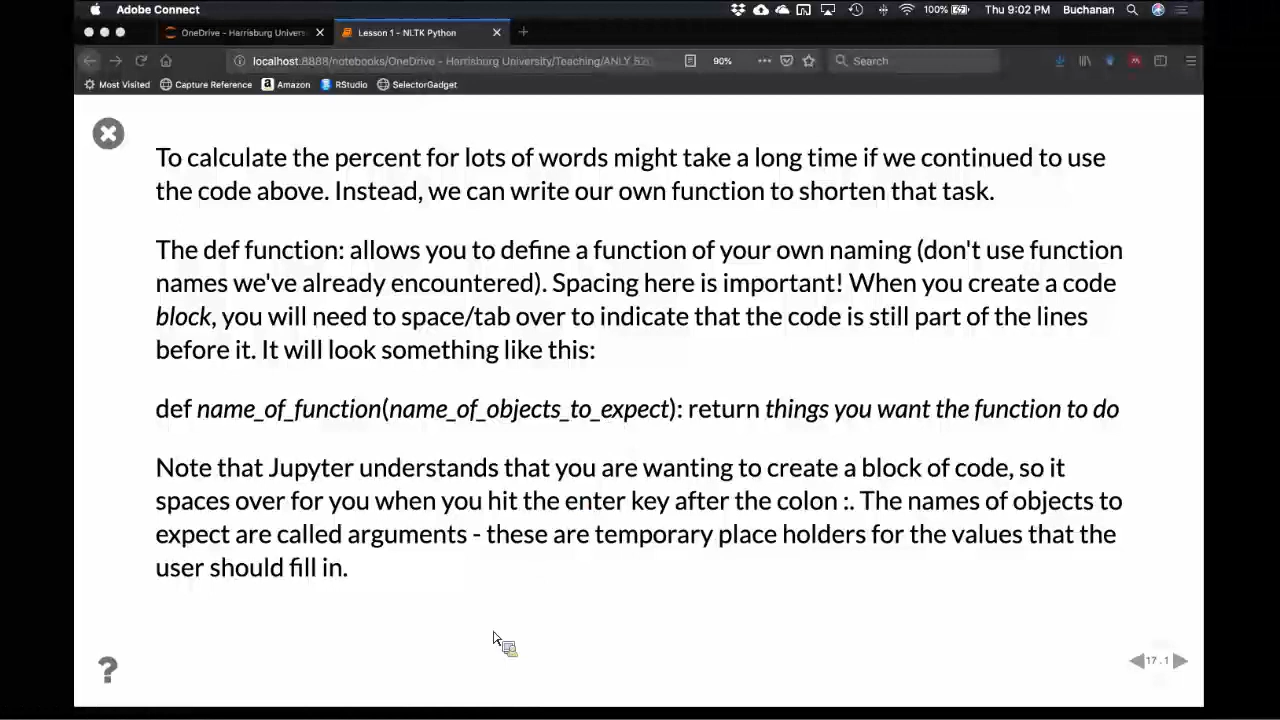 Adobe Connect
100%
Thu 9:02 PM
Buchanan
OneDrive - Harrisburg Univers
Lesson 1 - NLTK Python
localhost:8888/notebooks/OneDrive - Harrisburg University/Teaching/ANLY 520
90%
Search
Most Visited
Capture Reference
a Amazon
RStudio
SelectorGadget
To calculate the percent for lots of words might take a long time if we continued to use
the code above. Instead, we can write our own function to shorten that task.
The def function: allows you to define a function of your own naming (don't use function
names we've already encountered). Spacing here is important! When you create a code
block, you will need to space/tab over to indicate that the code is still part of the lines
before it. It will look something like this:
def name_of_function(name_of_objects_to_expect): return things you want the function to do
Note that Jupyter understands that you are wanting to create a block of code, so it
spaces over for you when you hit the enter key after the colon :. The names of objects to
expect are called arguments - these are temporary place holders for the values that the
user should fill in.
?
17 . 1